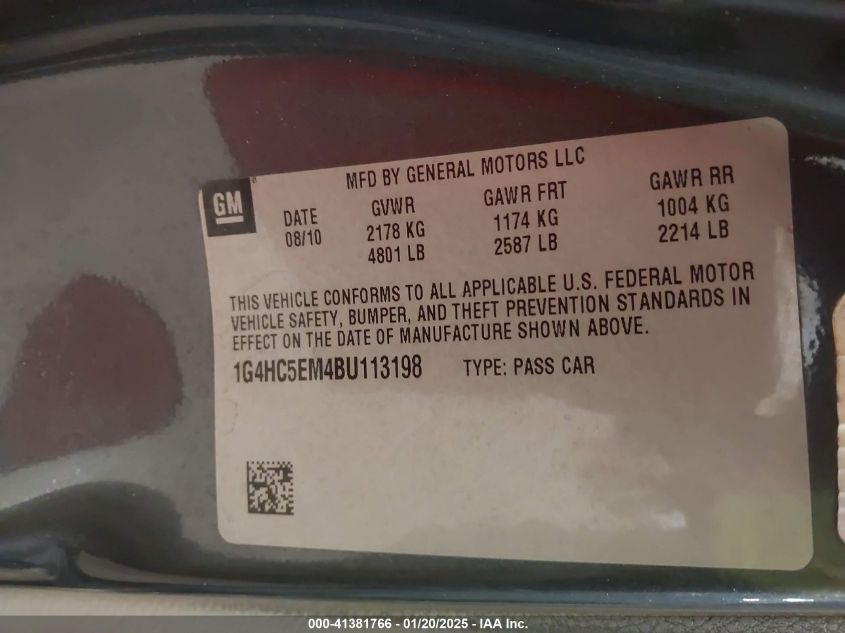 MFD BY GENERAL MOTORS LLC
GM
DATE GVWR GAWR FRT GAWR RR
08/10 2178 KG 1174 KG 1004 KG
4801 LB 2587 LB 2214 LB
THIS VEHICLE CONFORMS TO ALL APPLICABLE U.S. FEDERAL MOTOR
VEHICLE SAFETY, BUMPER, AND THEFT PREVENTION STANDARDS IN
EFFECT ON THE DATE OF MANUFACTURE SHOWN ABOVE.
1G4HC5EM4BU113198 TYPE: PASS CAR
000-41381766 - 01/20/2025 - IAA Inc.